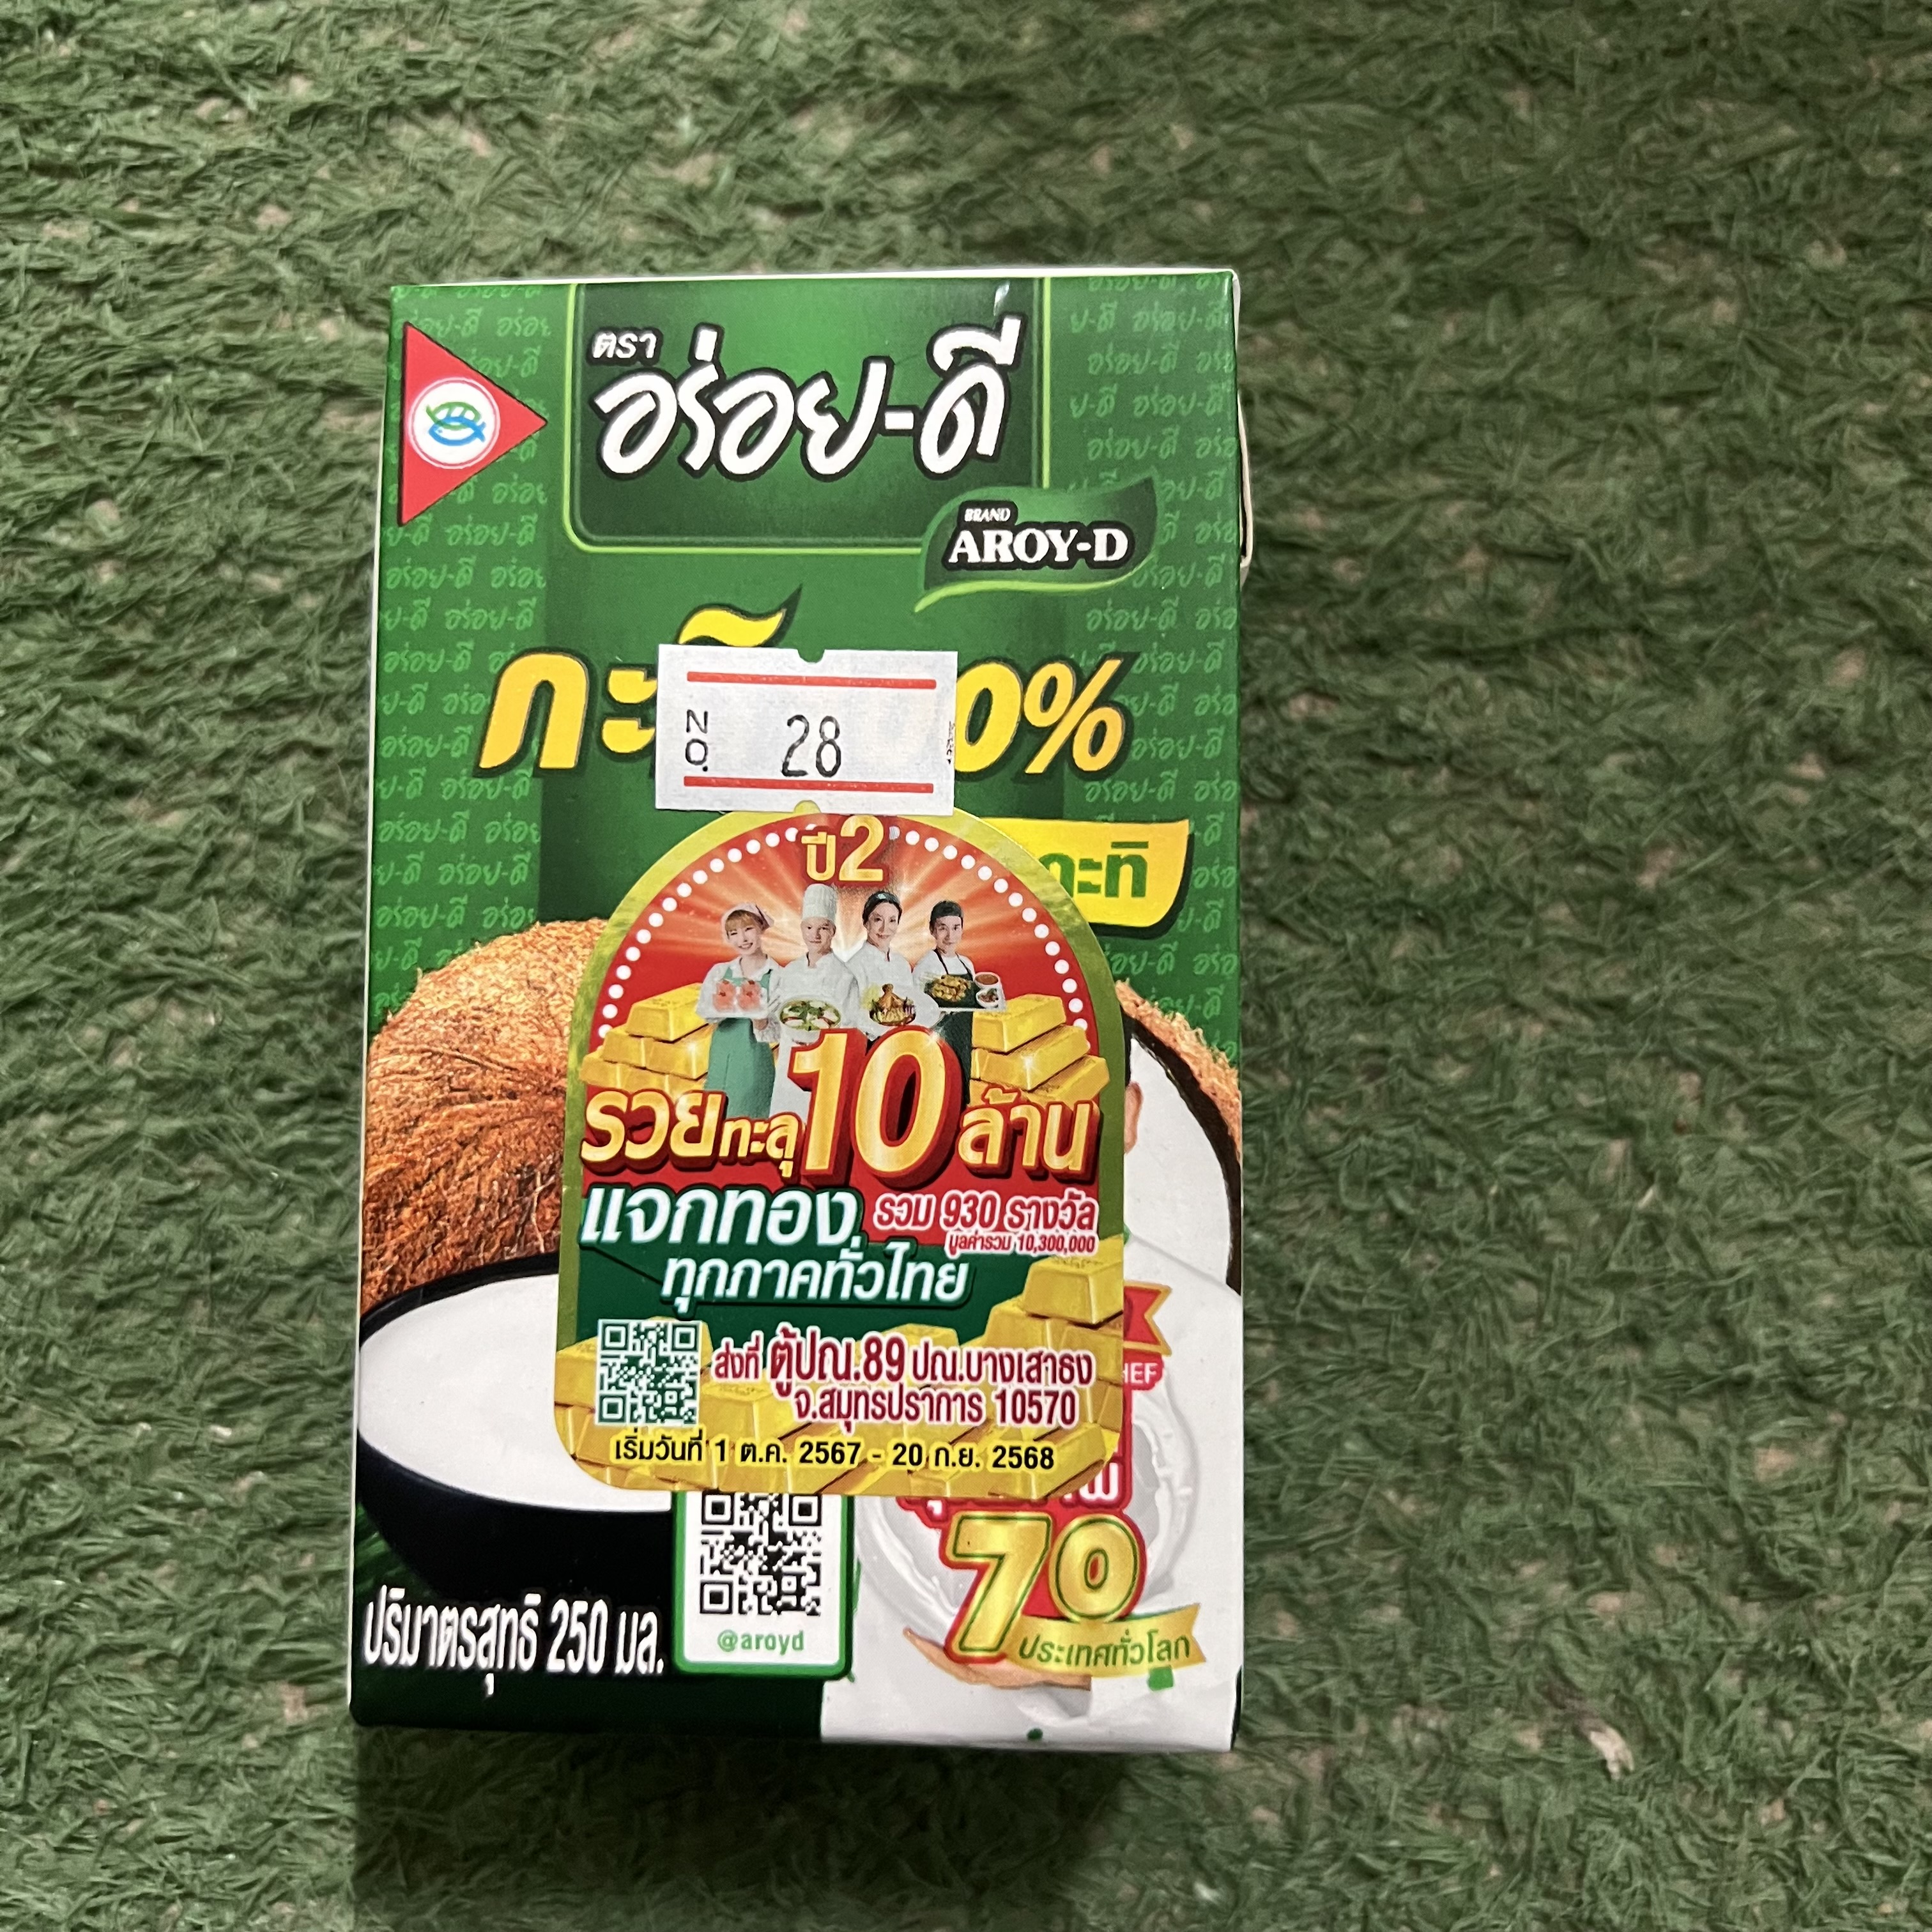 ตรา
อร่อย-ดี
BRAND
AROY-D
กะ 0%
NO. 28
กะทิ
ปี2
รวยทะลุ10ล้าน
แจกทอง รวม 930 รางวัล
มูลค่ารวม 10,300,000
ทุกภาคทั่วไทย
ส่งที่ ตู้ปณ.89 ปณ.บางเสาธง
จ.สมุทรปราการ 10570
เริ่มวันที่ 1 ต.ค. 2567 - 20 ก.ย. 2568
70
ประเทศทั่วโลก
ปริมาตรสุทธิ 250 มล.
@aroyd